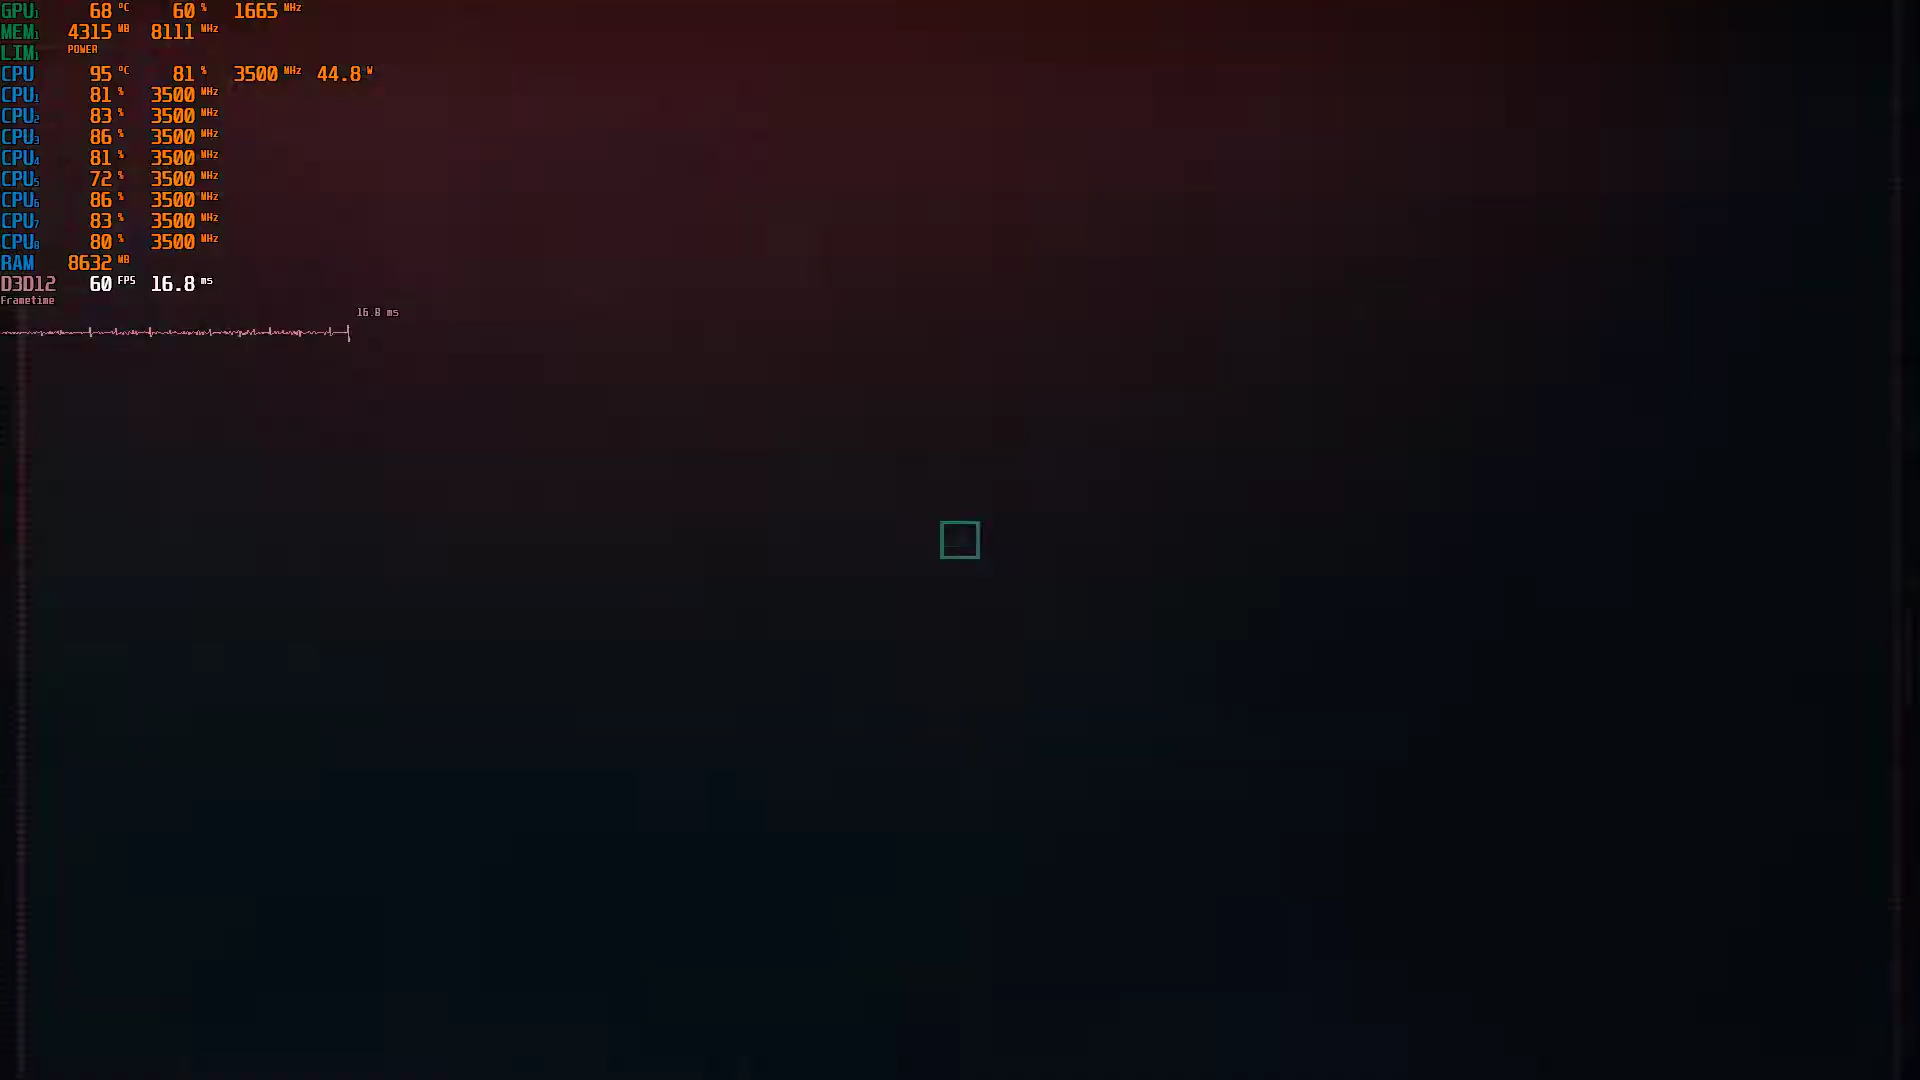 GPU1 68 °C 60 % 1665 MHz
MEM1 4315 MB 8111 MHz
LIM1 POWER
CPU 95 °C 81 % 3500 MHz 44.8 W
CPU1 81 % 3500 MHz
CPU2 83 % 3500 MHz
CPU3 86 % 3500 MHz
CPU4 81 % 3500 MHz
CPU5 72 % 3500 MHz
CPU6 86 % 3500 MHz
CPU7 83 % 3500 MHz
CPU8 80 % 3500 MHz
RAM 8632 MB
D3D12 60 FPS 16.8 ms
Frametime
16.8 ms